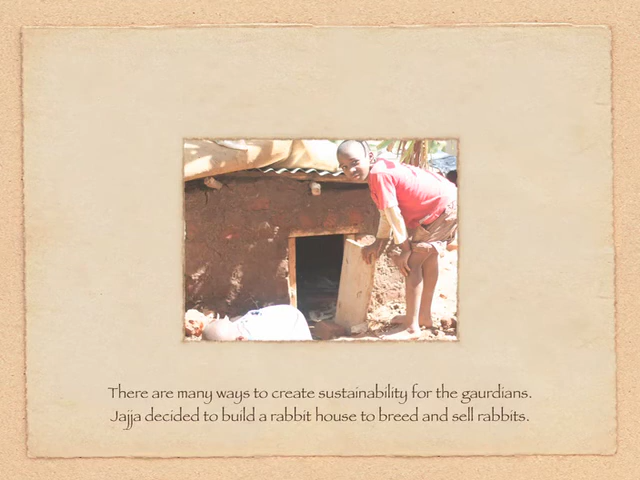 There are many ways to create sustainability for the gaurdians.
Jajja decided to build a rabbit house to breed and sell rabbits.